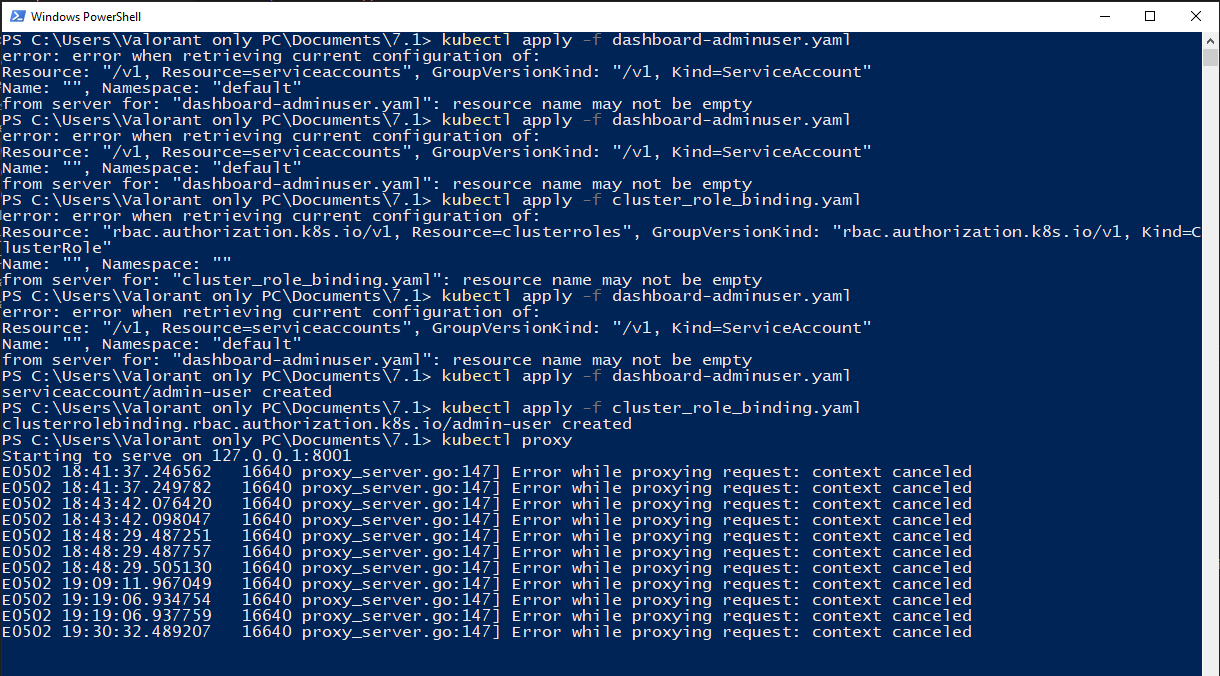 Windows PowerShell
PS C:\Users\Valorant only PC\Documents\7.1> kubectl apply -f dashboard-adminuser.yaml
error: error when retrieving current configuration of:
Resource: "/v1, Resource=serviceaccounts", GroupVersionKind: "/v1, Kind=ServiceAccount"
Name: "", Namespace: "default"
from server for: "dashboard-adminuser.yaml": resource name may not be empty
PS C:\Users\Valorant only PC\Documents\7.1> kubectl apply -f dashboard-adminuser.yaml
error: error when retrieving current configuration of:
Resource: "/v1, Resource=serviceaccounts", GroupVersionKind: "/v1, Kind=ServiceAccount"
Name: "", Namespace: "default"
from server for: "dashboard-adminuser.yaml": resource name may not be empty
PS C:\Users\Valorant only PC\Documents\7.1> kubectl apply -f cluster_role_binding.yaml
error: error when retrieving current configuration of:
Resource: "rbac.authorization.k8s.io/v1, Resource=clusterroles", GroupVersionKind: "rbac.authorization.k8s.io/v1, Kind=C
lusterRole"
Name: "", Namespace: ""
from server for: "cluster_role_binding.yaml": resource name may not be empty
PS C:\Users\Valorant only PC\Documents\7.1> kubectl apply -f dashboard-adminuser.yaml
error: error when retrieving current configuration of:
Resource: "/v1, Resource=serviceaccounts", GroupVersionKind: "/v1, Kind=ServiceAccount"
Name: "", Namespace: "default"
from server for: "dashboard-adminuser.yaml": resource name may not be empty
PS C:\Users\Valorant only PC\Documents\7.1> kubectl apply -f dashboard-adminuser.yaml
serviceaccount/admin-user created
PS C:\Users\Valorant only PC\Documents\7.1> kubectl apply -f cluster_role_binding.yaml
clusterrolebinding.rbac.authorization.k8s.io/admin-user created
PS C:\Users\Valorant only PC\Documents\7.1> kubectl proxy
Starting to serve on 127.0.0.1:8001
E0502 18:41:37.246562   16640 proxy_server.go:147] Error while proxying request: context canceled
E0502 18:41:37.249782   16640 proxy_server.go:147] Error while proxying request: context canceled
E0502 18:43:42.076420   16640 proxy_server.go:147] Error while proxying request: context canceled
E0502 18:43:42.098047   16640 proxy_server.go:147] Error while proxying request: context canceled
E0502 18:48:29.487251   16640 proxy_server.go:147] Error while proxying request: context canceled
E0502 18:48:29.487757   16640 proxy_server.go:147] Error while proxying request: context canceled
E0502 18:48:29.505130   16640 proxy_server.go:147] Error while proxying request: context canceled
E0502 19:09:11.967049   16640 proxy_server.go:147] Error while proxying request: context canceled
E0502 19:19:06.934754   16640 proxy_server.go:147] Error while proxying request: context canceled
E0502 19:19:06.937759   16640 proxy_server.go:147] Error while proxying request: context canceled
E0502 19:30:32.489207   16640 proxy_server.go:147] Error while proxying request: context canceled